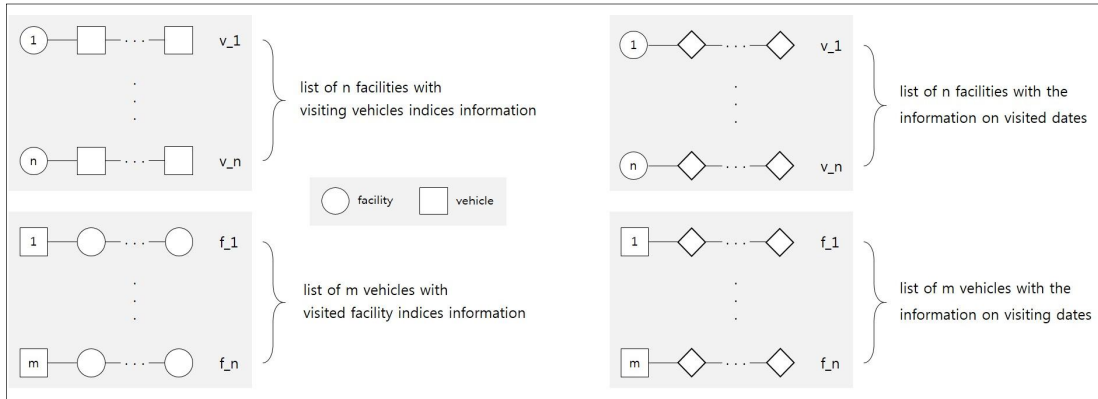 1
. . .
v_1
.
.
.
list of n facilities with
visiting vehicles indices information
n
. . .
v_n
1
. . .
v_1
.
.
.
list of n facilities with the
information on visited dates
n
. . .
v_n
facility
vehicle
1
. . .
f_1
.
.
.
list of m vehicles with
visited facility indices information
m
. . .
f_n
1
. . .
f_1
.
.
.
list of m vehicles with the
information on visiting dates
m
. . .
f_n